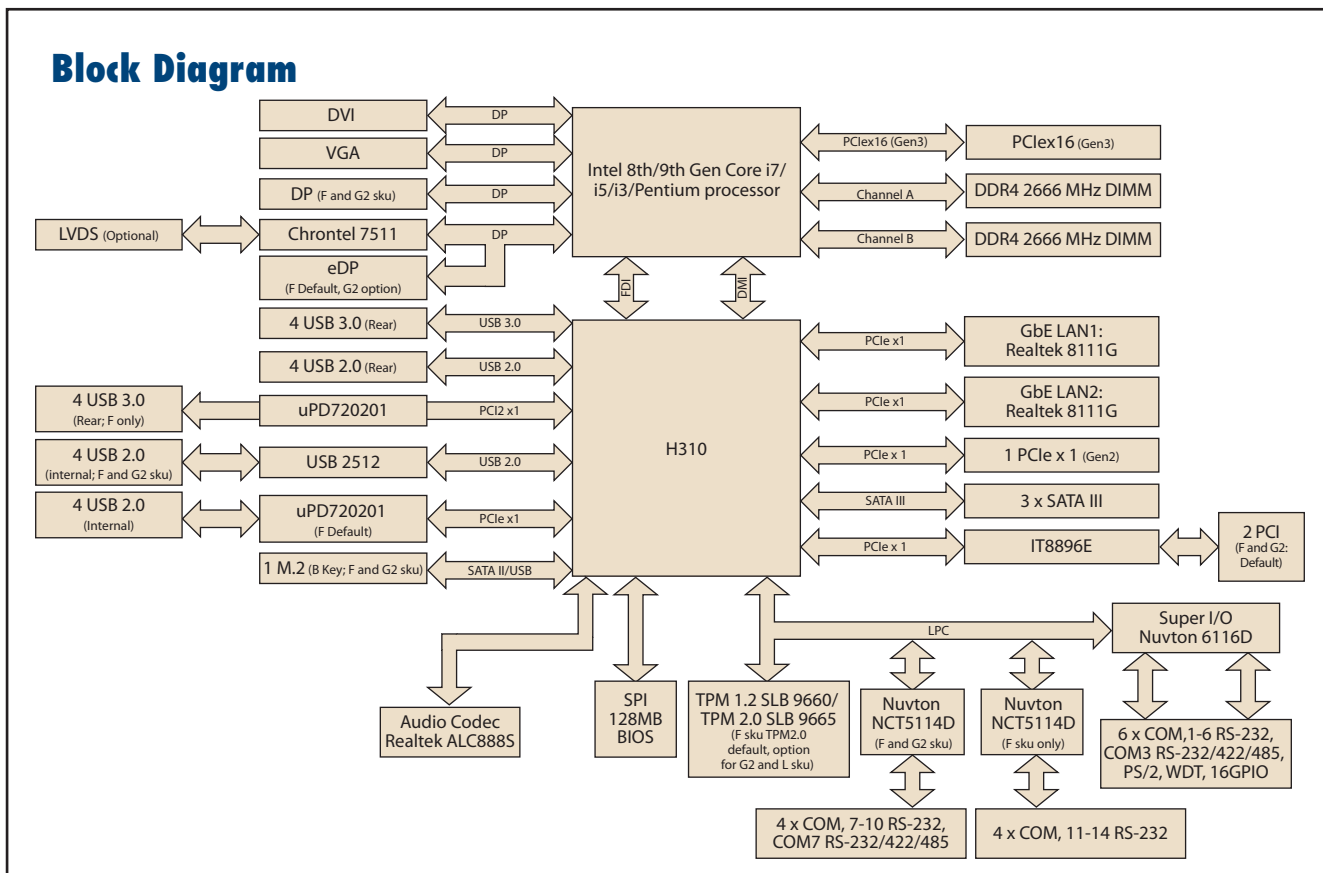 Block Diagram
DVI
DP
VGA
DP
DP (F and G2 sku)
DP
LVDS (Optional)
Chrontel 7511
DP
eDP
(F Default, G2 option)
Intel 8th/9th Gen Core i7/
i5/i3/Pentium processor
PCIex16 (Gen3)
PCIex16 (Gen3)
Channel A
DDR4 2666 MHz DIMM
Channel B
DDR4 2666 MHz DIMM
FDI
DMI
4 USB 3.0 (Rear)
USB 3.0
4 USB 2.0 (Rear)
USB 2.0
4 USB 3.0
(Rear; F only)
uPD720201
PCI2 x1
4 USB 2.0
(internal; F and G2 sku)
USB 2512
USB 2.0
4 USB 2.0
(Internal)
uPD720201
(F Default)
PCIe x1
1 M.2 (B Key; F and G2 sku)
SATA II/USB
H310
PCIe x1
GbE LAN1:
Realtek 8111G
PCIe x1
GbE LAN2:
Realtek 8111G
PCIe x 1
1 PCIe x 1 (Gen2)
SATA III
3 x SATA III
PCIe x 1
IT8896E
2 PCI
(F and G2:
Default)
LPC
Super I/O
Nuvton 6116D
Audio Codec
Realtek ALC888S
SPI
128MB
BIOS
TPM 1.2 SLB 9660/
TPM 2.0 SLB 9665
(F sku TPM2.0
default, option
for G2 and L sku)
Nuvton
NCT5114D
(F and G2 sku)
Nuvton
NCT5114D
(F sku only)
6 x COM,1-6 RS-232,
COM3 RS-232/422/485,
PS/2, WDT, 16GPIO
4 x COM, 7-10 RS-232,
COM7 RS-232/422/485
4 x COM, 11-14 RS-232